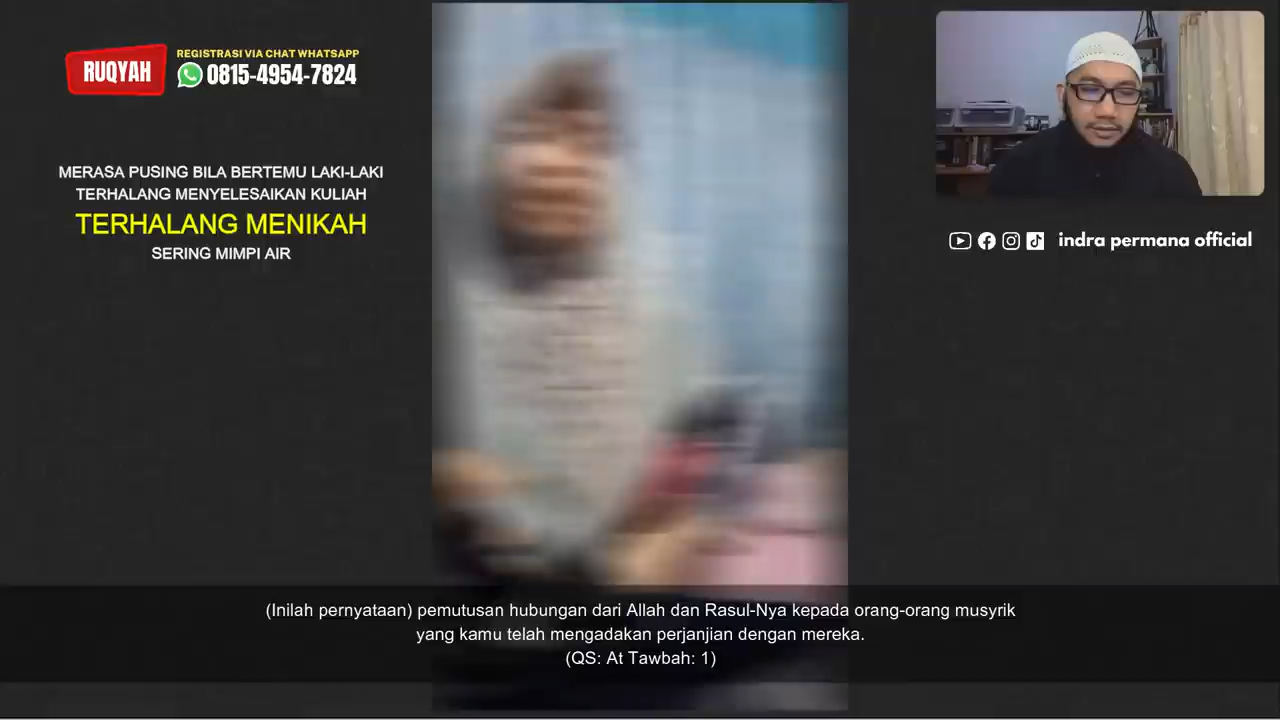 RUQYAH
REGISTRASI VIA CHAT WHATSAPP
0815-4954-7824
MERASA PUSING BILA BERTEMU LAKI-LAKI
TERHALANG MENYELESAIKAN KULIAH
TERHALANG MENIKAH
SERING MIMPI AIR
indra permana official
(Inilah pernyataan) pemutusan hubungan dari Allah dan Rasul-Nya kepada orang-orang musyrik
yang kamu telah mengadakan perjanjian dengan mereka.
(QS: At Tawbah: 1)